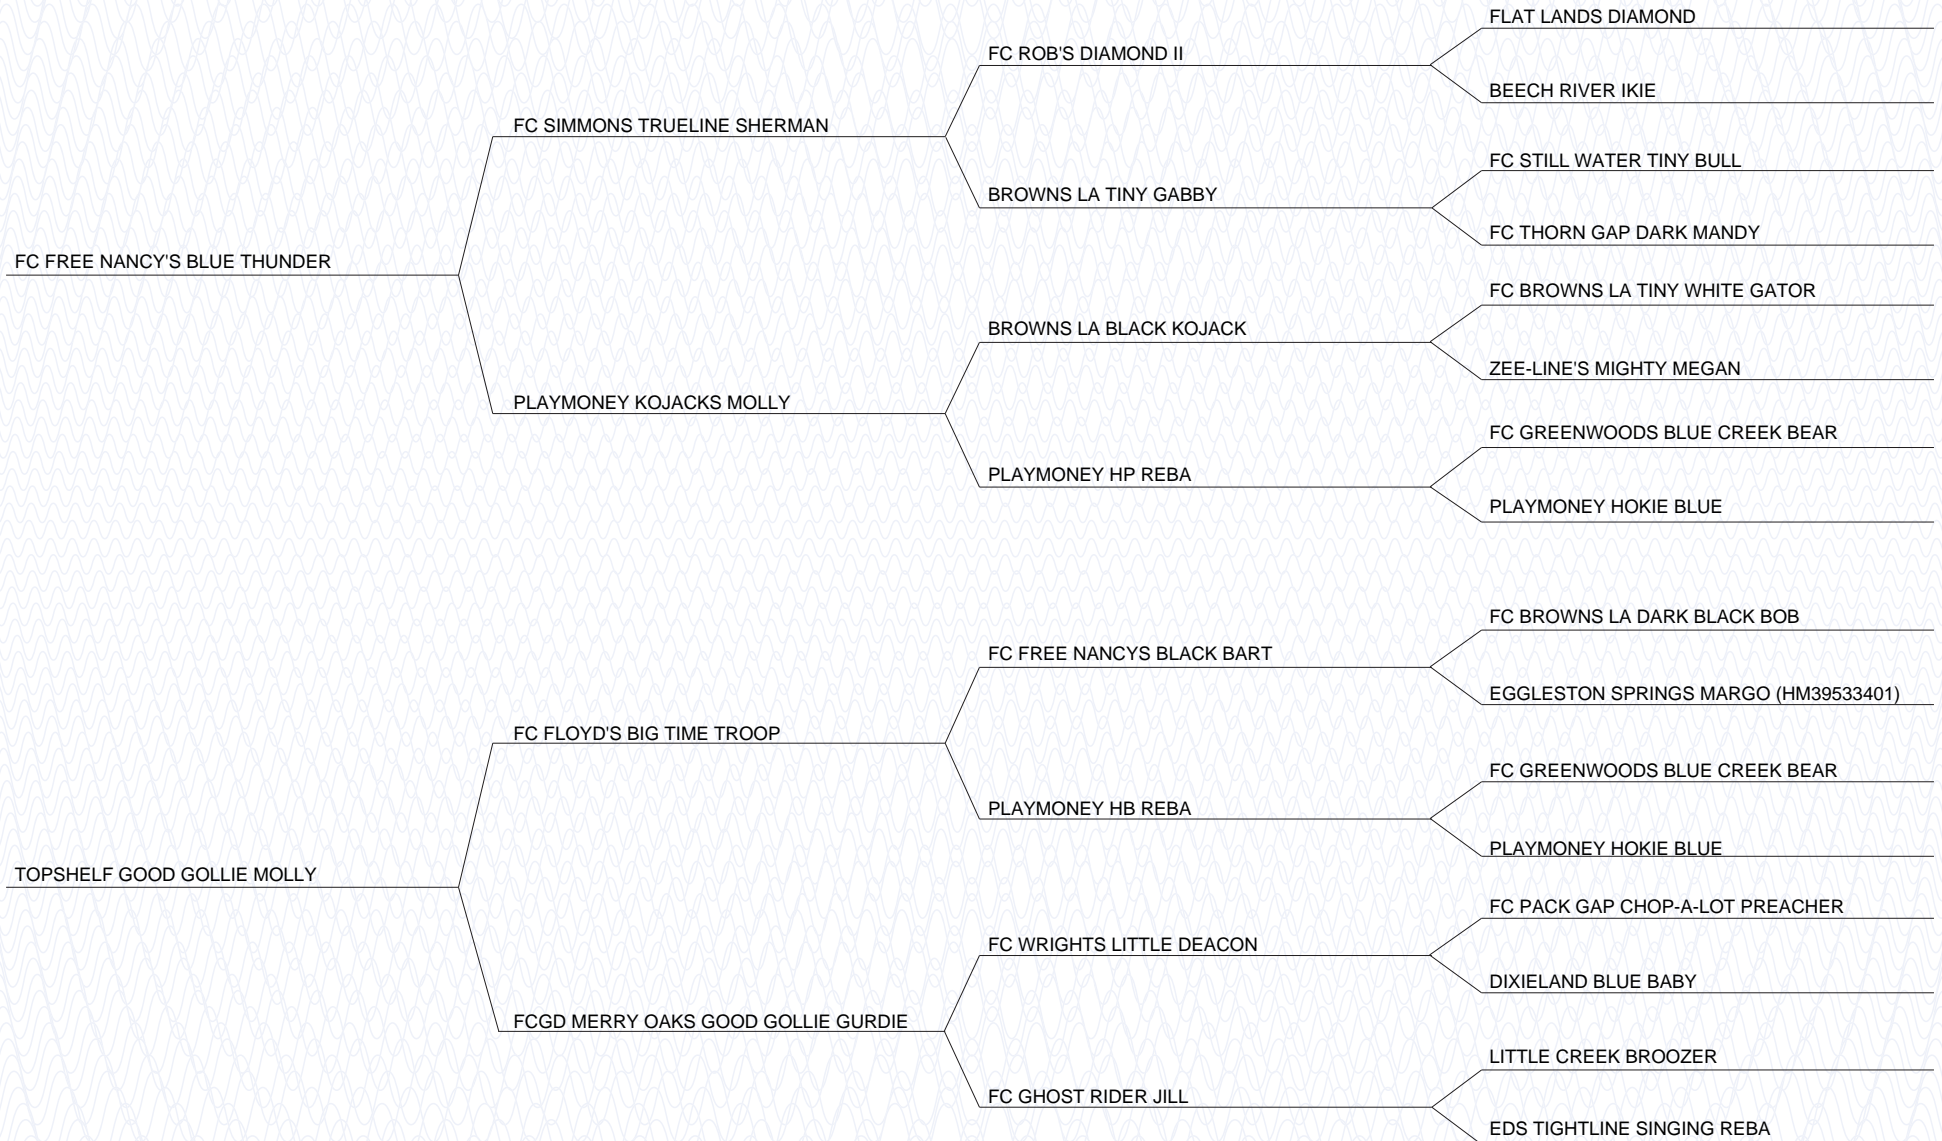 FLAT LANDS DIAMOND
FC ROB'S DIAMOND II
BEECH RIVER IKIE
FC SIMMONS TRUELINE SHERMAN
FC STILL WATER TINY BULL
BROWNS LA TINY GABBY
FC THORN GAP DARK MANDY
FC FREE NANCY'S BLUE THUNDER
FC BROWNS LA TINY WHITE GATOR
BROWNS LA BLACK KOJACK
ZEE-LINE'S MIGHTY MEGAN
PLAYMONEY KOJACKS MOLLY
FC GREENWOODS BLUE CREEK BEAR
PLAYMONEY HP REBA
PLAYMONEY HOKIE BLUE
FC BROWNS LA DARK BLACK BOB
FC FREE NANCYS BLACK BART
EGGLESTON SPRINGS MARGO (HM39533401)
FC FLOYD'S BIG TIME TROOP
FC GREENWOODS BLUE CREEK BEAR
PLAYMONEY HB REBA
PLAYMONEY HOKIE BLUE
TOPSHELF GOOD GOLLIE MOLLY
FC PACK GAP CHOP-A-LOT PREACHER
FC WRIGHTS LITTLE DEACON
DIXIELAND BLUE BABY
FCGD MERRY OAKS GOOD GOLLIE GURDIE
LITTLE CREEK BROOZER
FC GHOST RIDER JILL
EDS TIGHTLINE SINGING REBA